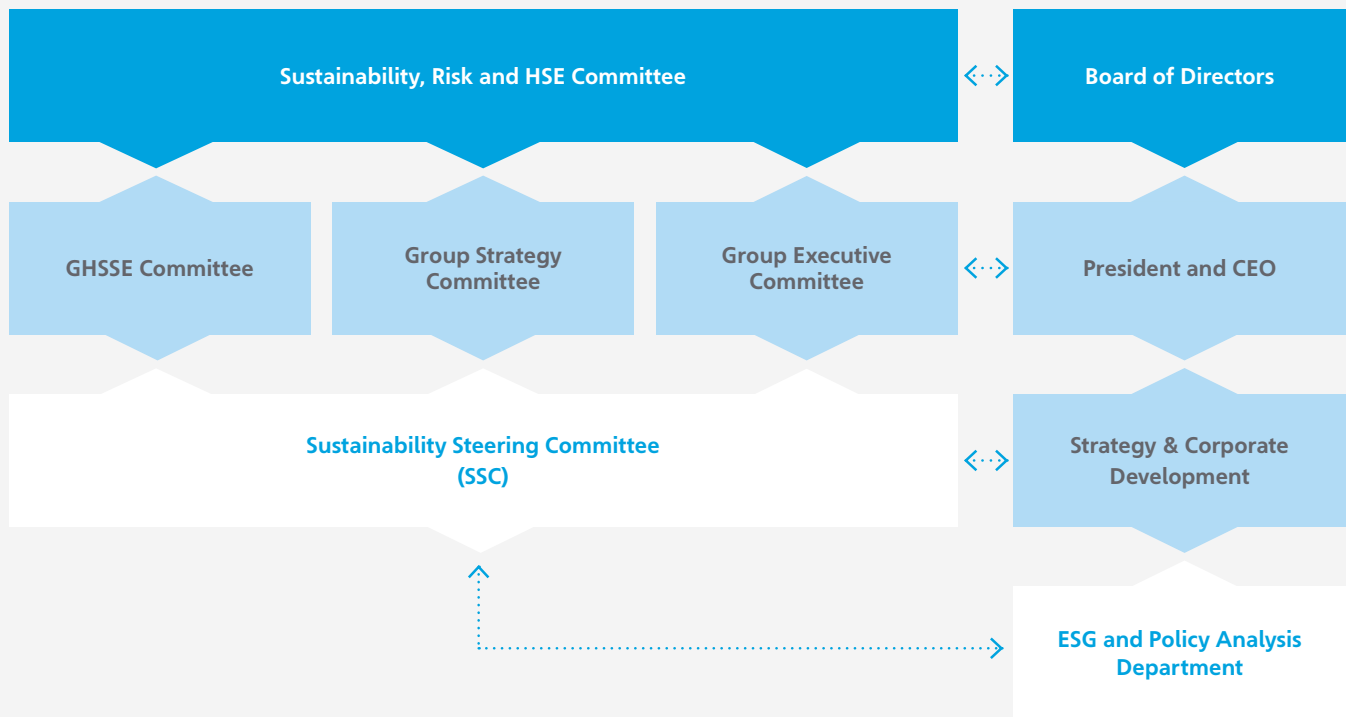 Sustainability, Risk and HSE Committee
Board of Directors
GHSSE Committee
Group Strategy
Committee
Group Executive
Committee
President and CEO
Sustainability Steering Committee
(SSC)
Strategy & Corporate
Development
ESG and Policy Analysis
Department